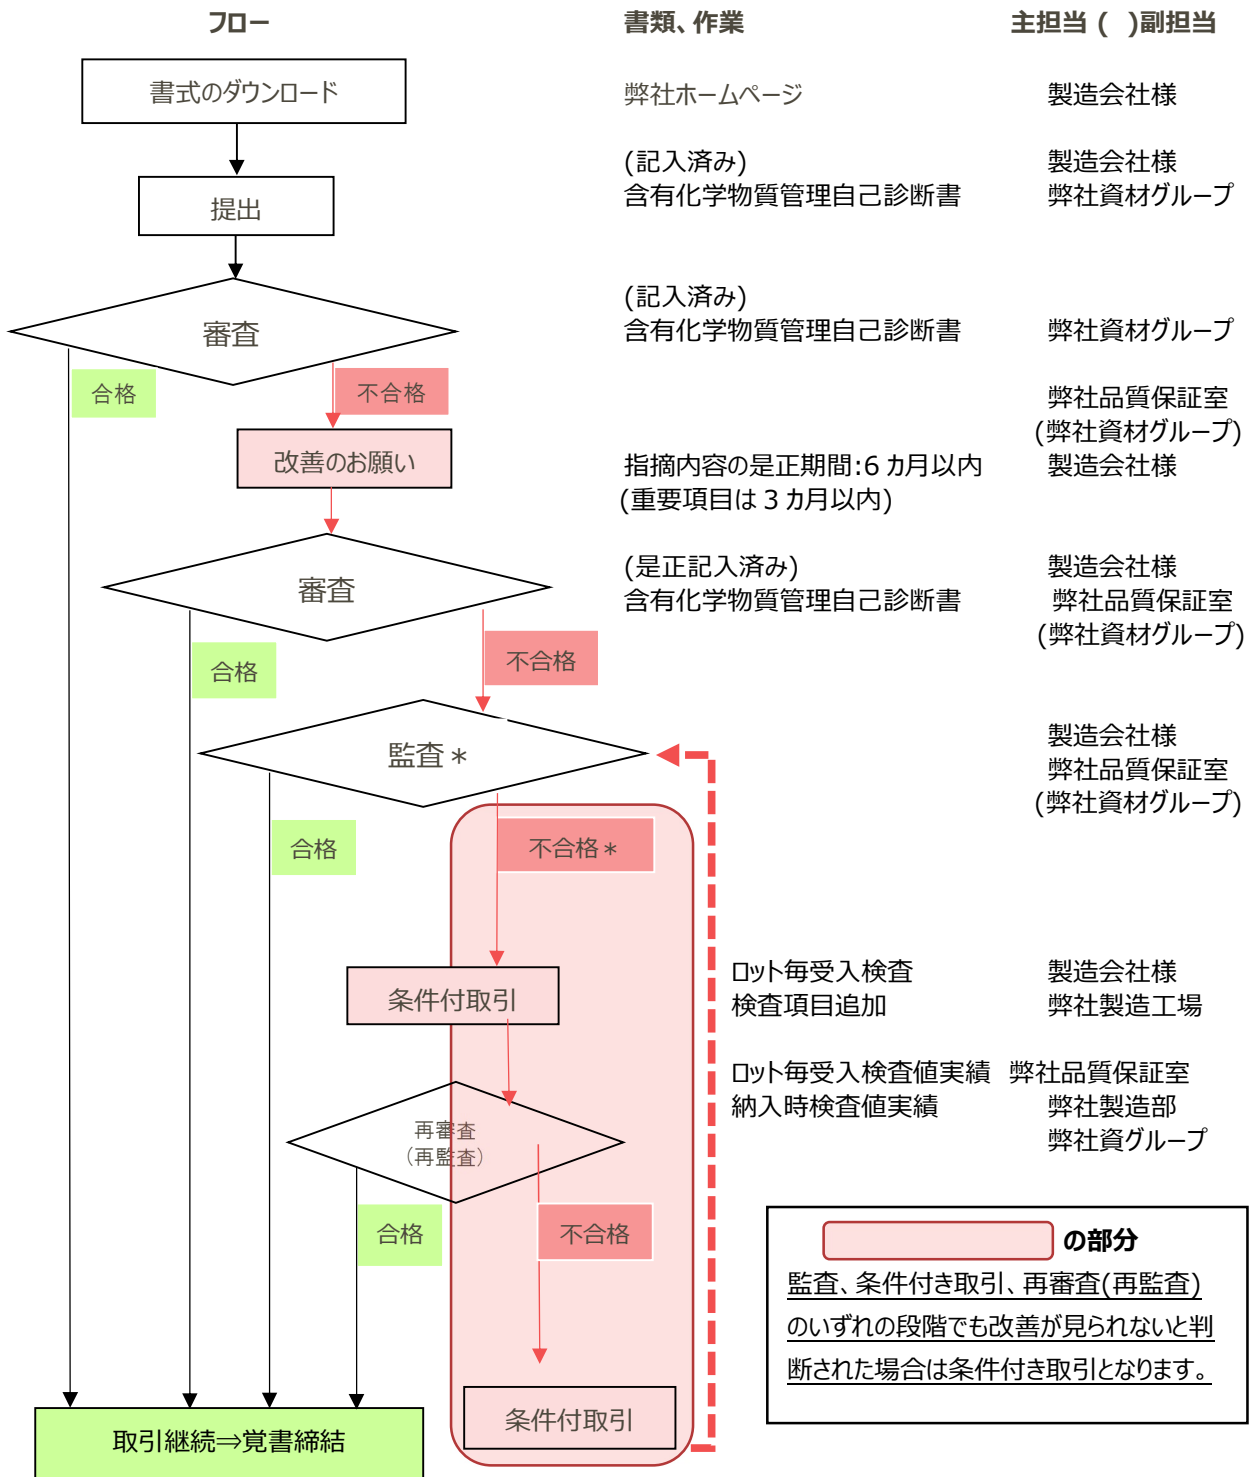 フロー 書類、作業 主担当 ( )副担当
書式のダウンロード 弊社ホームページ 製造会社様
(記入済み) 製造会社様
提出 含有化学物質管理自己診断書 弊社資材グループ
(記入済み)
審査 含有化学物質管理自己診断書 弊社資材グループ
合格 不合格 弊社品質保証室
(弊社資材グループ)
改善のお願い 指摘内容の是正期間:6 カ月以内 製造会社様
(重要項目は 3 カ月以内)
(是正記入済み) 製造会社様
審査 含有化学物質管理自己診断書 弊社品質保証室
(弊社資材グループ)
合格 不合格
製造会社様
監査＊ 弊社品質保証室
(弊社資材グループ)
合格 不合格＊
ロット毎受入検査 製造会社様
条件付取引 検査項目追加 弊社製造工場
ロット毎受入検査値実績 弊社品質保証室
納入時検査値実績 弊社製造部
再審査
（再監査） 弊社資グループ
合格 不合格
の部分
監査、条件付き取引、再審査(再監査)
のいずれの段階でも改善が見られないと判
断された場合は条件付き取引となります。
条件付取引
取引継続⇒覚書締結